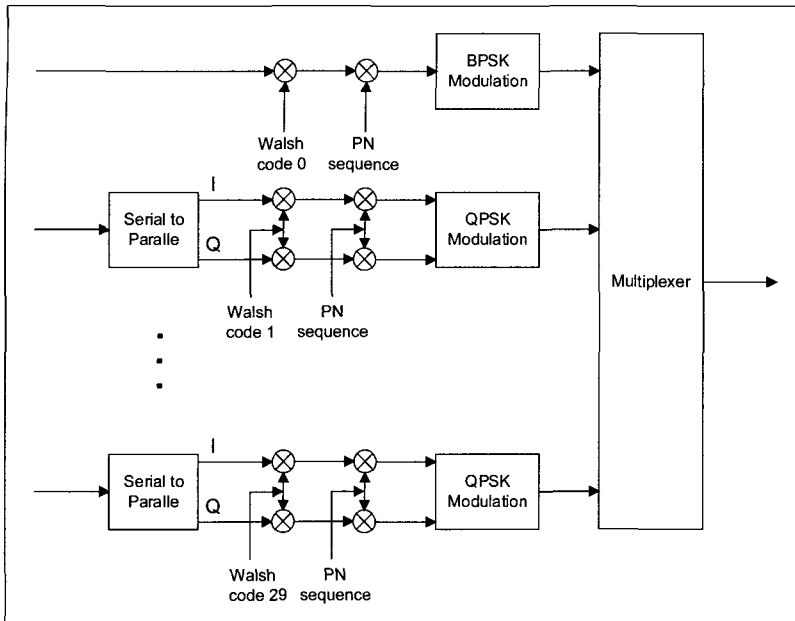 BPSK
Modulation
Walsh
code 0
PN
sequence
I
Serial to
Paralle
Q
QPSK
Modulation
Walsh
code 1
PN
sequence
Multiplexer
I
Serial to
Paralle
Q
QPSK
Modulation
Walsh
code 29
PN
sequence